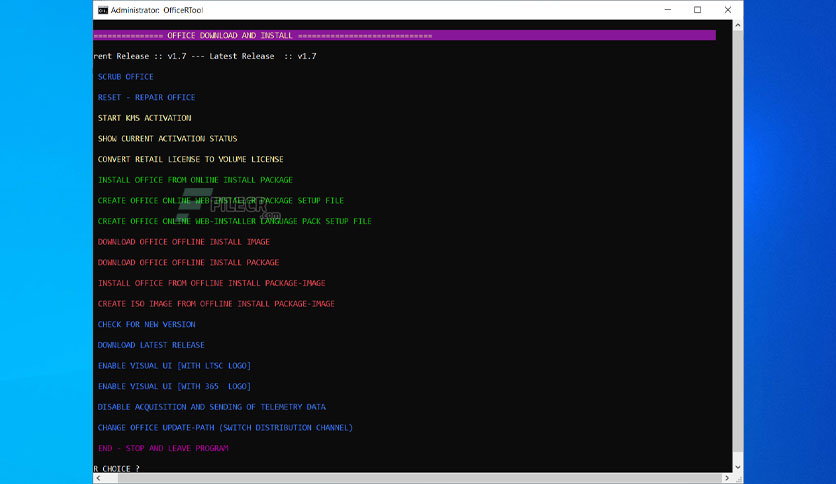 Administrator: OfficeRTool
=============== OFFICE DOWNLOAD AND INSTALL =============================
rent Release :: v1.7 --- Latest Release :: v1.7
SCRUB OFFICE
RESET - REPAIR OFFICE
START KMS ACTIVATION
SHOW CURRENT ACTIVATION STATUS
CONVERT RETAIL LICENSE TO VOLUME LICENSE
INSTALL OFFICE FROM ONLINE INSTALL PACKAGE
CREATE OFFICE ONLINE WEB-INSTALLER PACKAGE SETUP FILE
FILECR .com
CREATE OFFICE ONLINE WEB-INSTALLER LANGUAGE PACK SETUP FILE
DOWNLOAD OFFICE OFFLINE INSTALL IMAGE
DOWNLOAD OFFICE OFFLINE INSTALL PACKAGE
INSTALL OFFICE FROM OFFLINE INSTALL PACKAGE-IMAGE
CREATE ISO IMAGE FROM OFFLINE INSTALL PACKAGE-IMAGE
CHECK FOR NEW VERSION
DOWNLOAD LATEST RELEASE
ENABLE VISUAL UI [WITH LTSC LOGO]
ENABLE VISUAL UI [WITH 365 LOGO]
DISABLE ACQUISITION AND SENDING OF TELEMETRY DATA
CHANGE OFFICE UPDATE-PATH (SWITCH DISTRIBUTION CHANNEL)
END - STOP AND LEAVE PROGRAM
R CHOICE ?